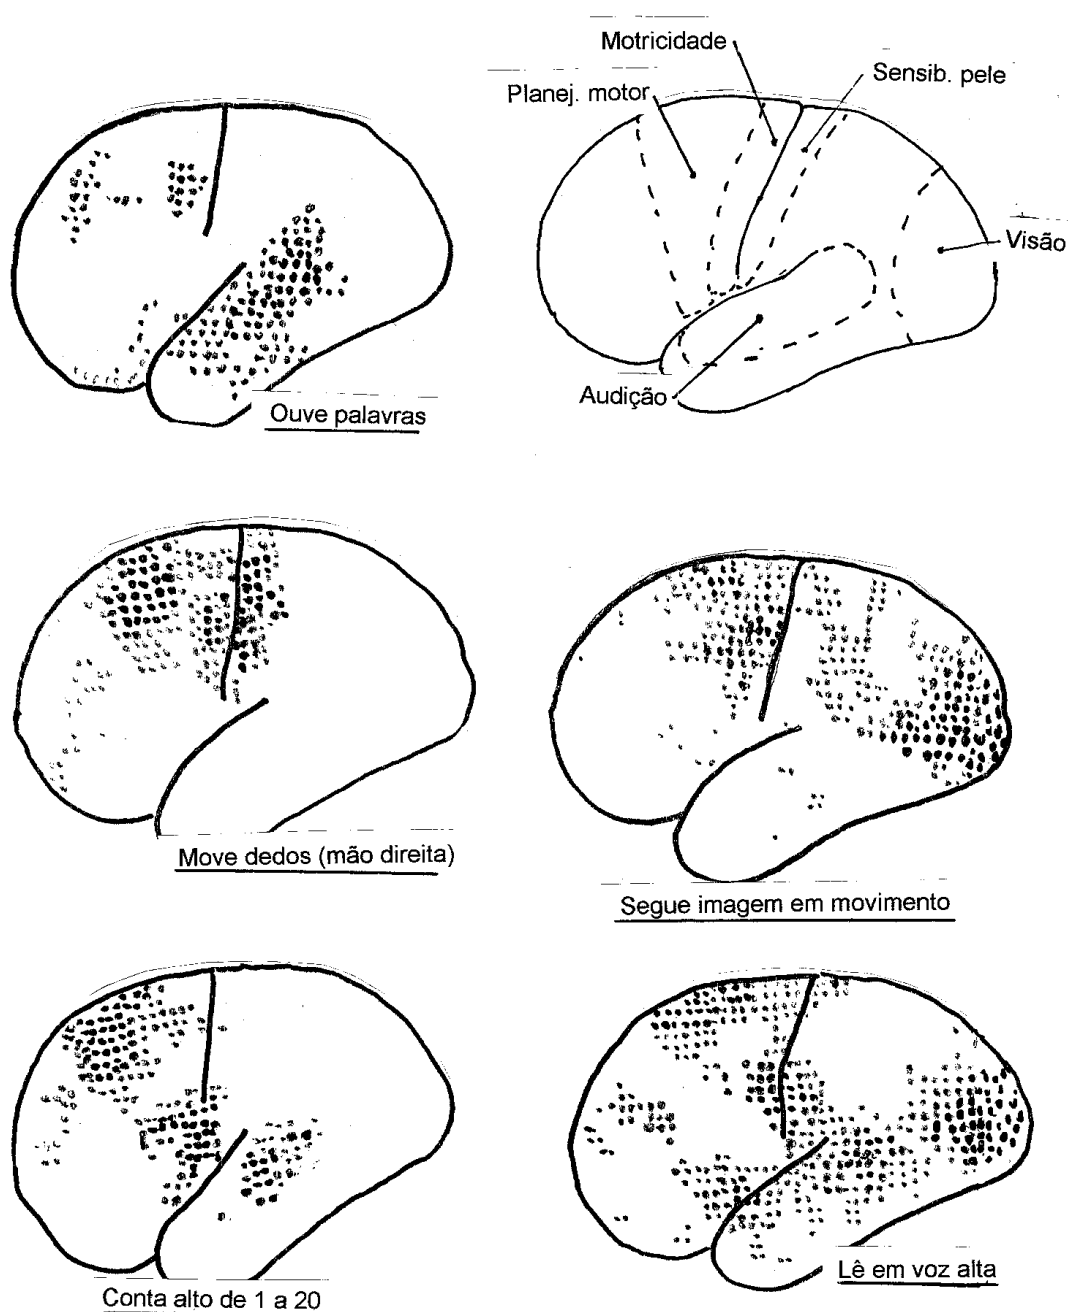 Motricidade
Sensib. pele
Planej. motor
Visão
Audição
Ouve palavras
Move dedos (mão direita)
Segue imagem em movimento
Lê em voz alta
Conta alto de 1 a 20